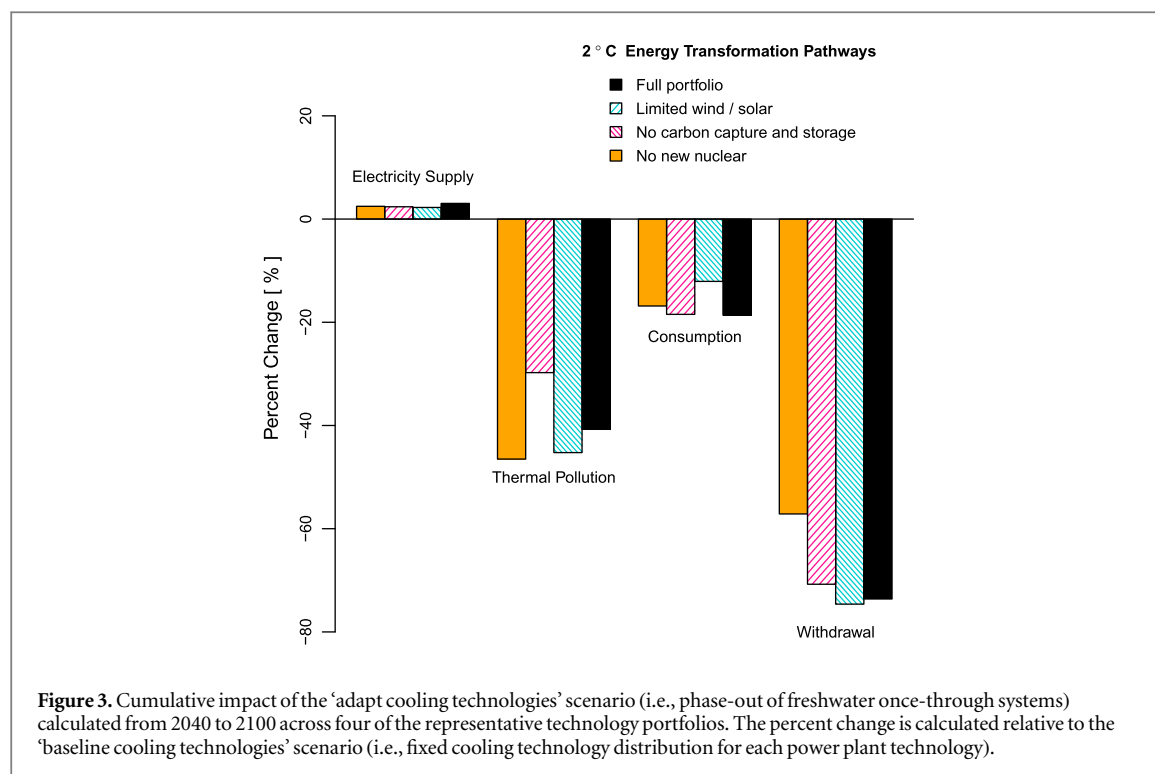 2 ° C Energy Transformation Pathways
Full portfolio
Limited wind / solar
No carbon capture and storage
No new nuclear
20
0
−20
−40
−60
−80
Percent Change [ % ]
Electricity Supply
Thermal Pollution
Consumption
Withdrawal
Figure 3. Cumulative impact of the ‘adapt cooling technologies’ scenario (i.e., phase-out of freshwater once-through systems)
calculated from 2040 to 2100 across four of the representative technology portfolios. The percent change is calculated relative to the
‘baseline cooling technologies’ scenario (i.e., fixed cooling technology distribution for each power plant technology).